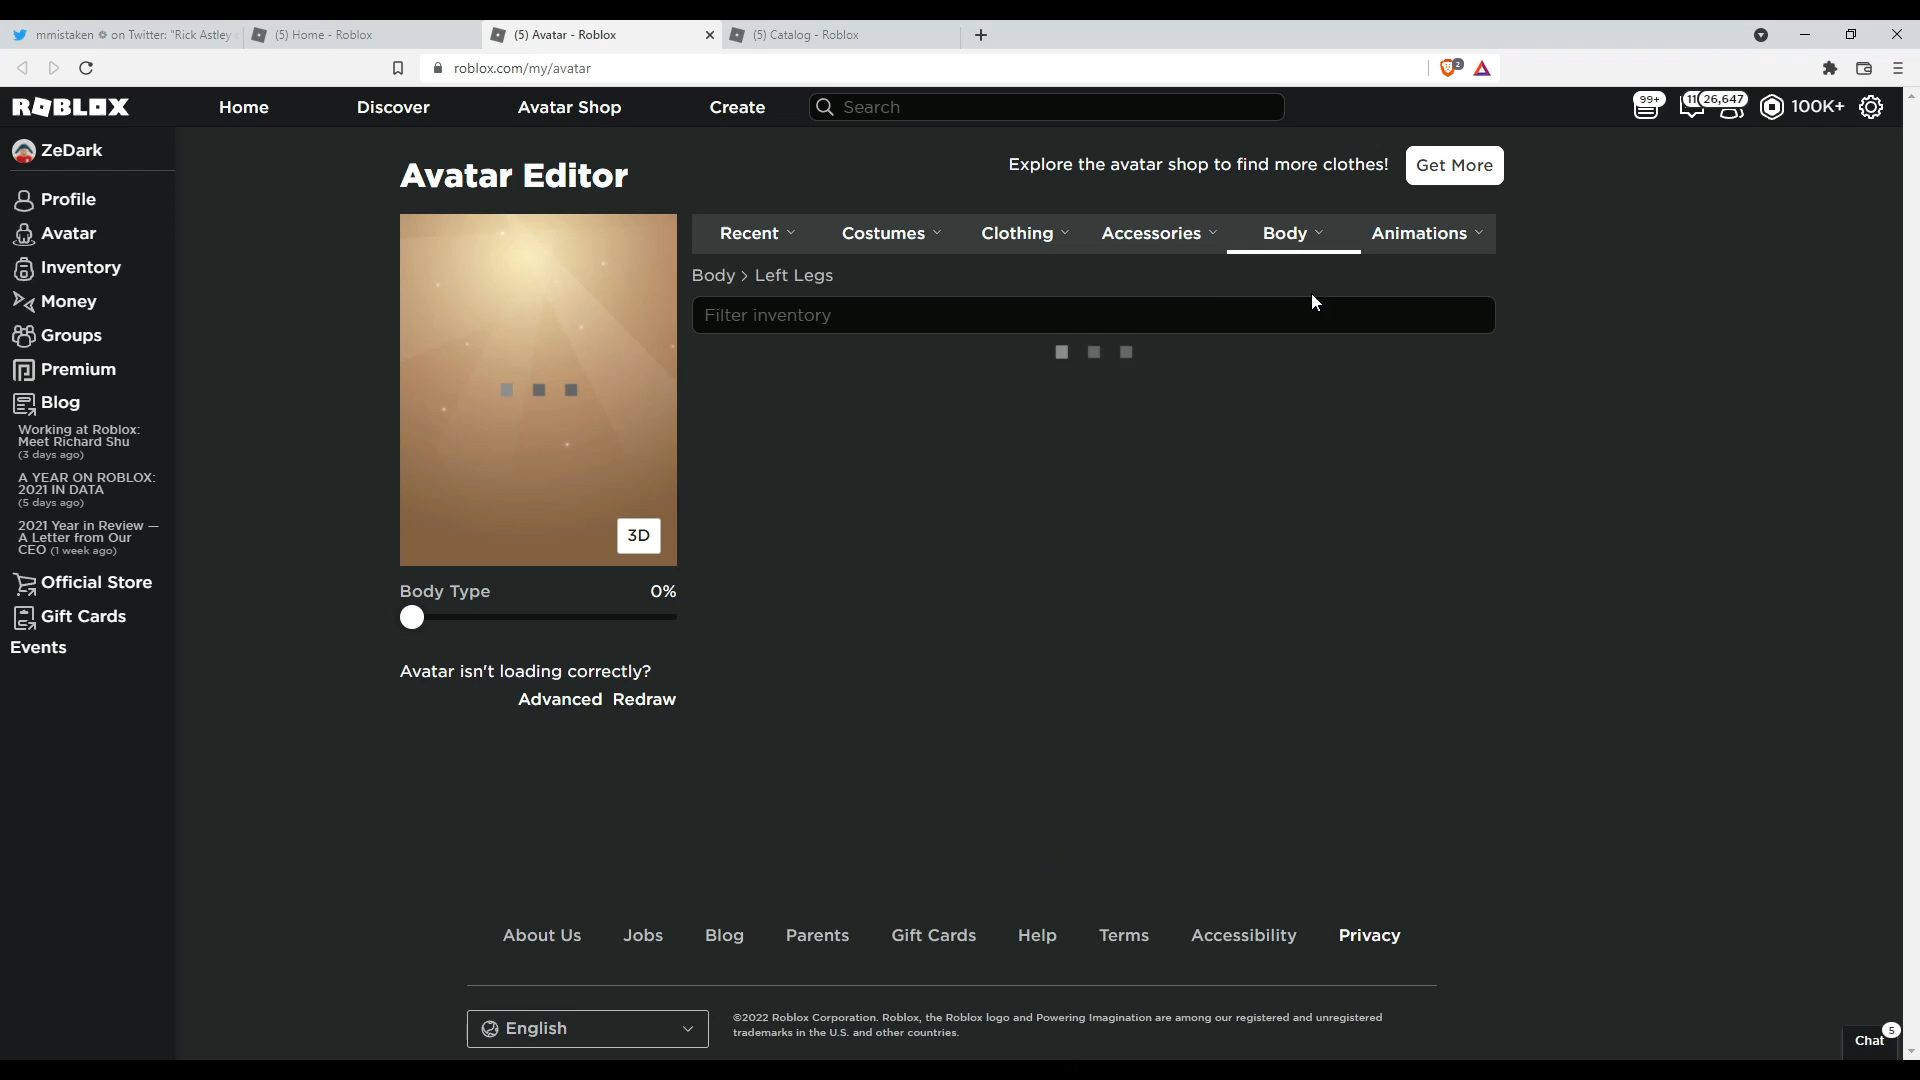 mmistaken on Twitter: "Rick Astley
(5) Home - Roblox
(5) Avatar - Roblox
(5) Catalog - Roblox
roblox.com/my/avatar
2
ROBLOX
Home
Discover
Avatar Shop
Create
Search
99+
26,647
100K+
ZeDark
Profile
Avatar
Inventory
Money
Groups
Premium
Blog
Working at Roblox:
Meet Richard Shu
(3 days ago)
A YEAR ON ROBLOX:
2021 IN DATA
(5 days ago)
2021 Year in Review —
A Letter from Our
CEO (1 week ago)
Official Store
Gift Cards
Events
Avatar Editor
Explore the avatar shop to find more clothes!
Get More
Recent
Costumes
Clothing
Accessories
Body
Animations
Body > Left Legs
Filter inventory
3D
Body Type 0%
Avatar isn't loading correctly?
Advanced Redraw
About Us
Jobs
Blog
Parents
Gift Cards
Help
Terms
Accessibility
Privacy
English
©2022 Roblox Corporation. Roblox, the Roblox logo and Powering Imagination are among our registered and unregistered
trademarks in the U.S. and other countries.
Chat
5